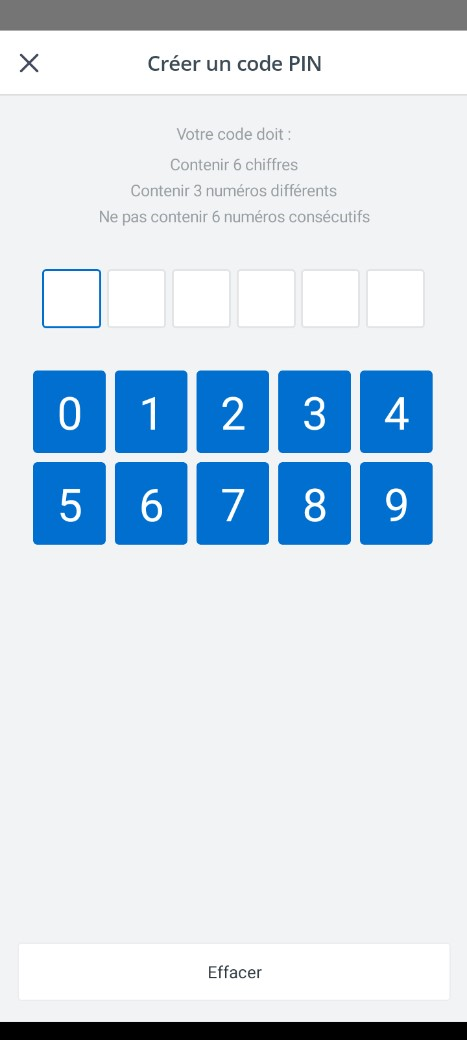 Créer un code PIN
Votre code doit :
Contenir 6 chiffres
Contenir 3 numéros différents
Ne pas contenir 6 numéros consécutifs
0 1 2 3 4
5 6 7 8 9
Effacer